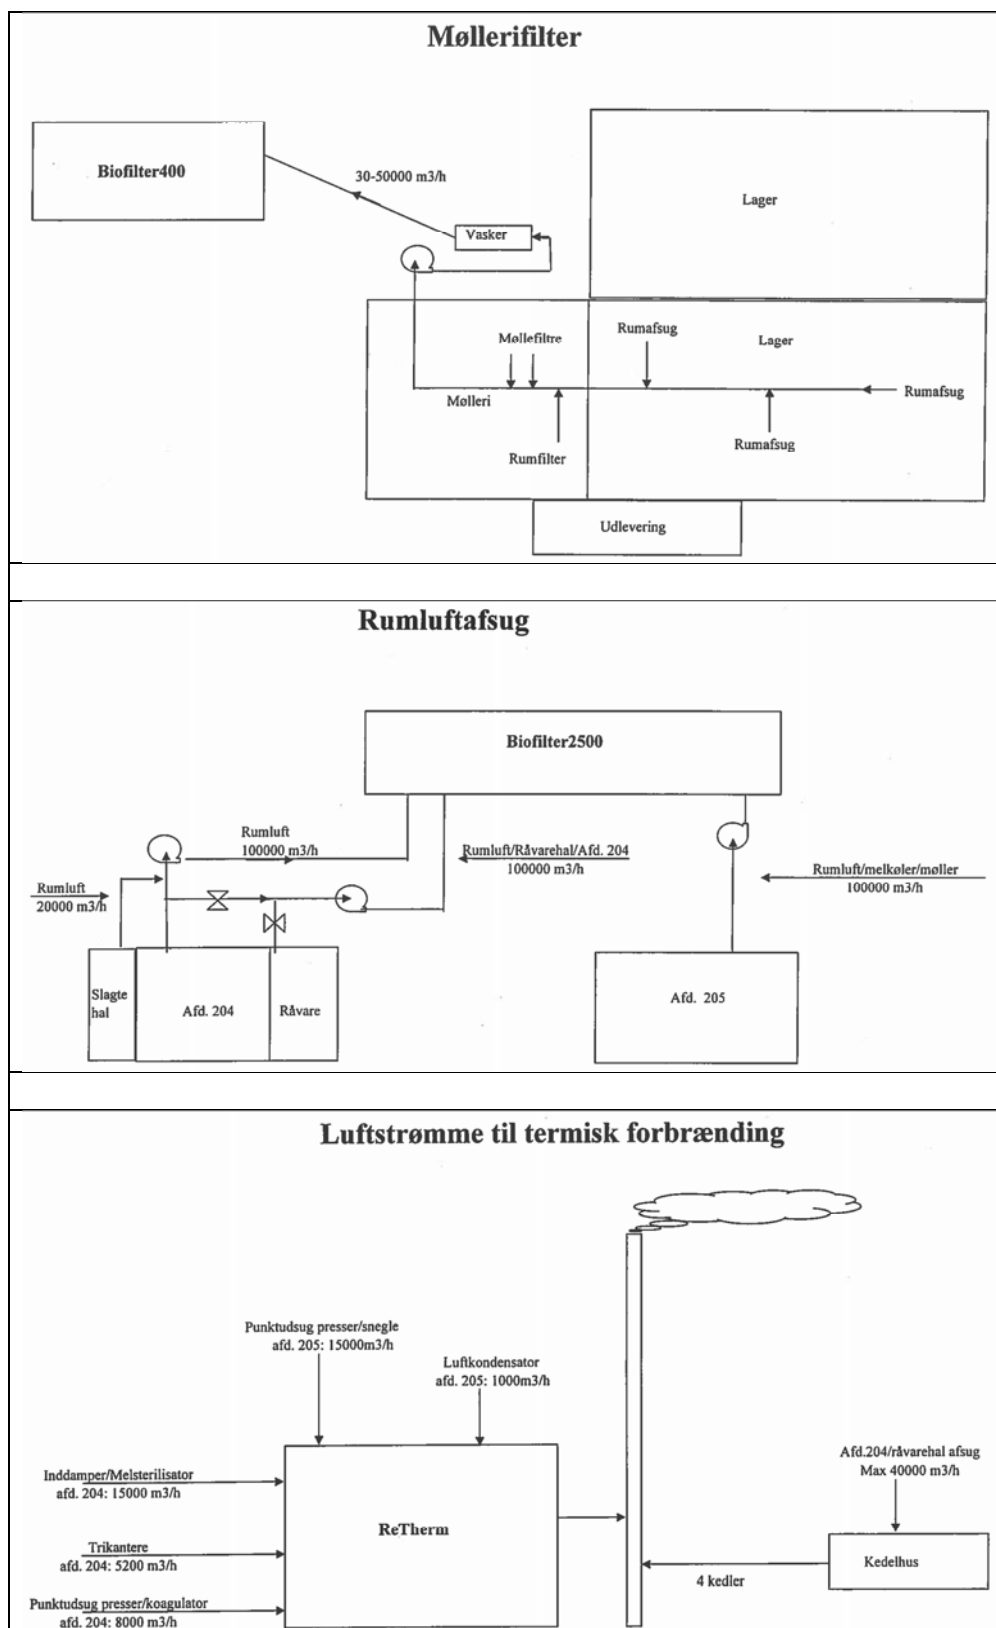 Møllerifilter
Biofilter400
30-50000 m3/h
Vasker
Lager
Møllefiltre
Rumafsug
Lager
Mølleri
Rumafsug
Rumfilter
Rumafsug
Udlevering
Rumluftafsug
Biofilter2500
Rumluft
100000 m3/h
Rumluft/Råvarehal/Afd. 204
100000 m3/h
Rumluft/melkøler/møller
100000 m3/h
Rumluft
20000 m3/h
Slagte
hal
Afd. 204
Råvare
Afd. 205
Luftstrømme til termisk forbrænding
Punktudsug presser/snegle
afd. 205: 15000m3/h
Luftkondensator
afd. 205: 1000m3/h
Inddamper/Melsterilisator
afd. 204: 15000 m3/h
Afd.204/råvarehal afsug
Max 40000 m3/h
ReTherm
Trikantere
afd. 204: 5200 m3/h
Kedelhus
4 kedler
Punktudsug presser/koagulator
afd. 204: 8000 m3/h